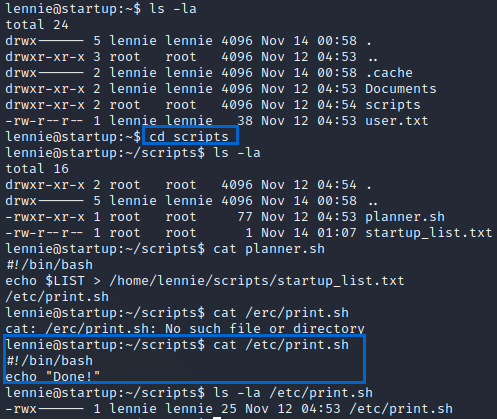 lennie@startup:~$ ls -la
total 24
drwx------ 5 lennie lennie 4096 Nov 14 00:58 .
drwxr-xr-x 3 root   root   4096 Nov 12 04:53 ..
drwx------ 2 lennie lennie 4096 Nov 14 00:58 .cache
drwxr-xr-x 2 lennie lennie 4096 Nov 12 04:53 Documents
drwxr-xr-x 2 root   root   4096 Nov 12 04:54 scripts
-rw-r--r-- 1 lennie lennie   38 Nov 12 04:53 user.txt
lennie@startup:~$ cd scripts
lennie@startup:~/scripts$ ls -la
total 16
drwxr-xr-x 2 root   root   4096 Nov 12 04:54 .
drwx------ 5 lennie lennie 4096 Nov 14 00:58 ..
-rwxr-xr-x 1 root   root     77 Nov 12 04:53 planner.sh
-rw-r--r-- 1 root   root      1 Nov 14 01:07 startup_list.txt
lennie@startup:~/scripts$ cat planner.sh
#!/bin/bash
echo $LIST > /home/lennie/scripts/startup_list.txt
/etc/print.sh
lennie@startup:~/scripts$ cat /erc/print.sh
cat: /erc/print.sh: No such file or directory
lennie@startup:~/scripts$ cat /etc/print.sh
#!/bin/bash
echo "Done!"
lennie@startup:~/scripts$ ls -la /etc/print.sh
-rwx------ 1 lennie lennie 25 Nov 12 04:53 /etc/print.sh